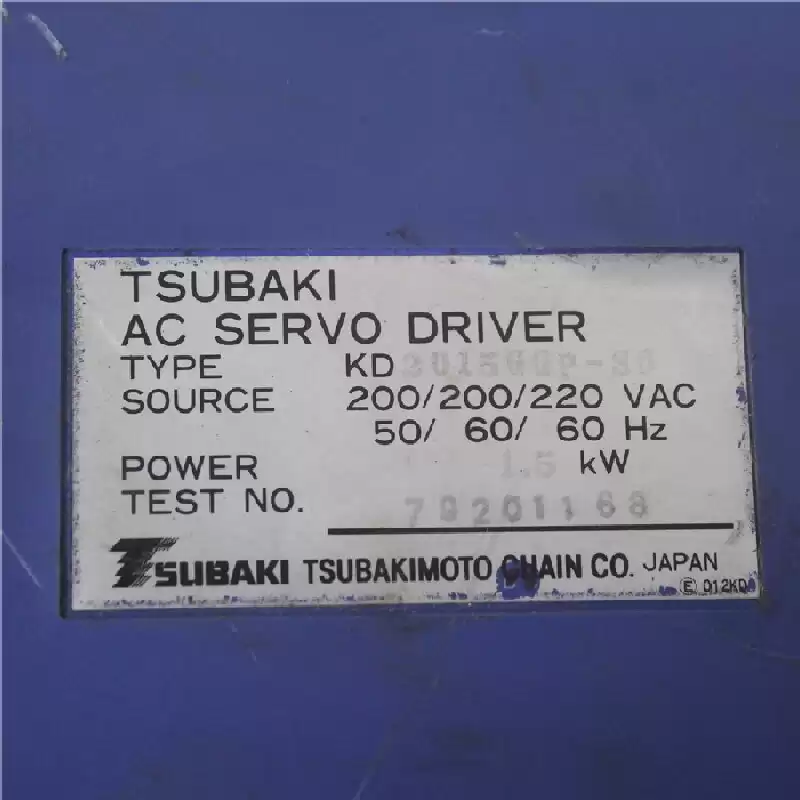 TSUBAKI
AC SERVO DRIVER
TYPE
SOURCE 200/200/220 VAC
50/ 60/ 60 Hz
POWER 1.5 kW
TEST NO.
TSUBAKI TSUBAKIMOTO CHAIN CO. JAPAN